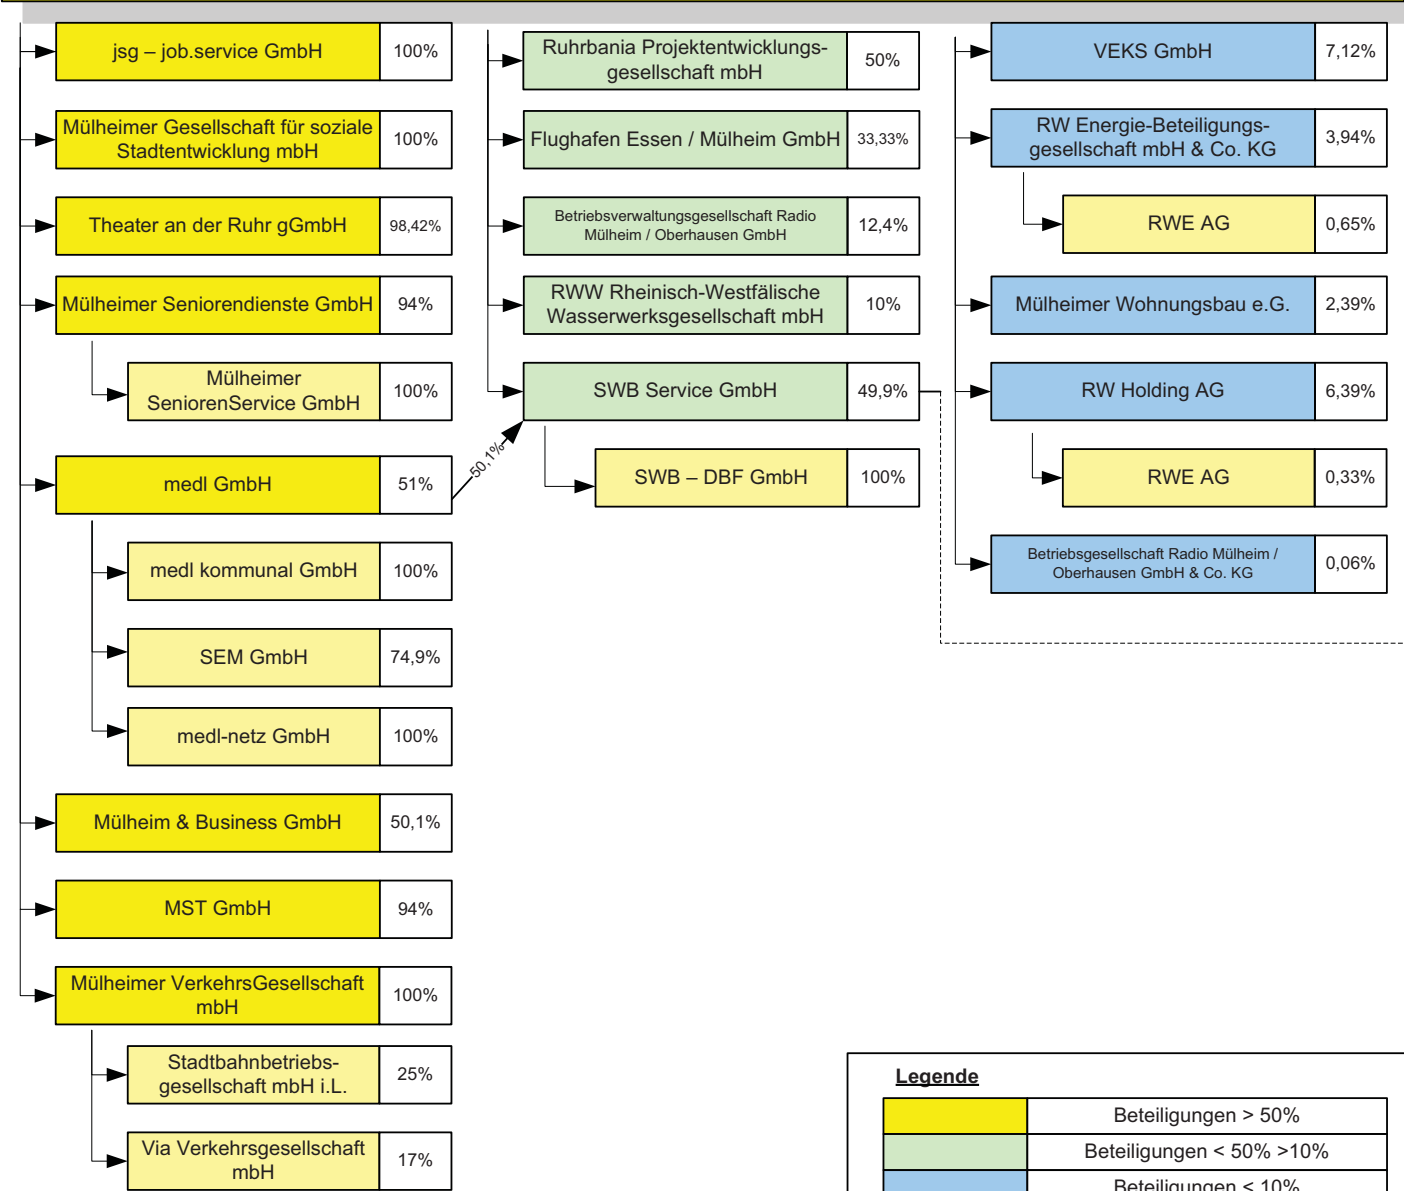 jsg – job.service GmbH
100%
Mülheimer Gesellschaft für soziale
Stadtentwicklung mbH
100%
Theater an der Ruhr gGmbH
98,42%
Mülheimer Seniorendienste GmbH
94%
Mülheimer
SeniorenService GmbH
100%
medl GmbH
51%
50,1%
medl kommunal GmbH
100%
SEM GmbH
74,9%
medl-netz GmbH
100%
Mülheim & Business GmbH
50,1%
MST GmbH
94%
Mülheimer VerkehrsGesellschaft
mbH
100%
Stadtbahnbetriebs-
gesellschaft mbH i.L.
25%
Via Verkehrsgesellschaft
mbH
17%
Ruhrbania Projektentwicklungs-
gesellschaft mbH
50%
Flughafen Essen / Mülheim GmbH
33,33%
Betriebsverwaltungsgesellschaft Radio
Mülheim / Oberhausen GmbH
12,4%
RWW Rheinisch-Westfälische
Wasserwerksgesellschaft mbH
10%
SWB Service GmbH
49,9%
SWB – DBF GmbH
100%
VEKS GmbH
7,12%
RW Energie-Beteiligungs-
gesellschaft mbH & Co. KG
3,94%
RWE AG
0,65%
Mülheimer Wohnungsbau e.G.
2,39%
RW Holding AG
6,39%
RWE AG
0,33%
Betriebsgesellschaft Radio Mülheim /
Oberhausen GmbH & Co. KG
0,06%
Legende
Beteiligungen > 50%
Beteiligungen < 50% >10%
Beteiligungen < 10%